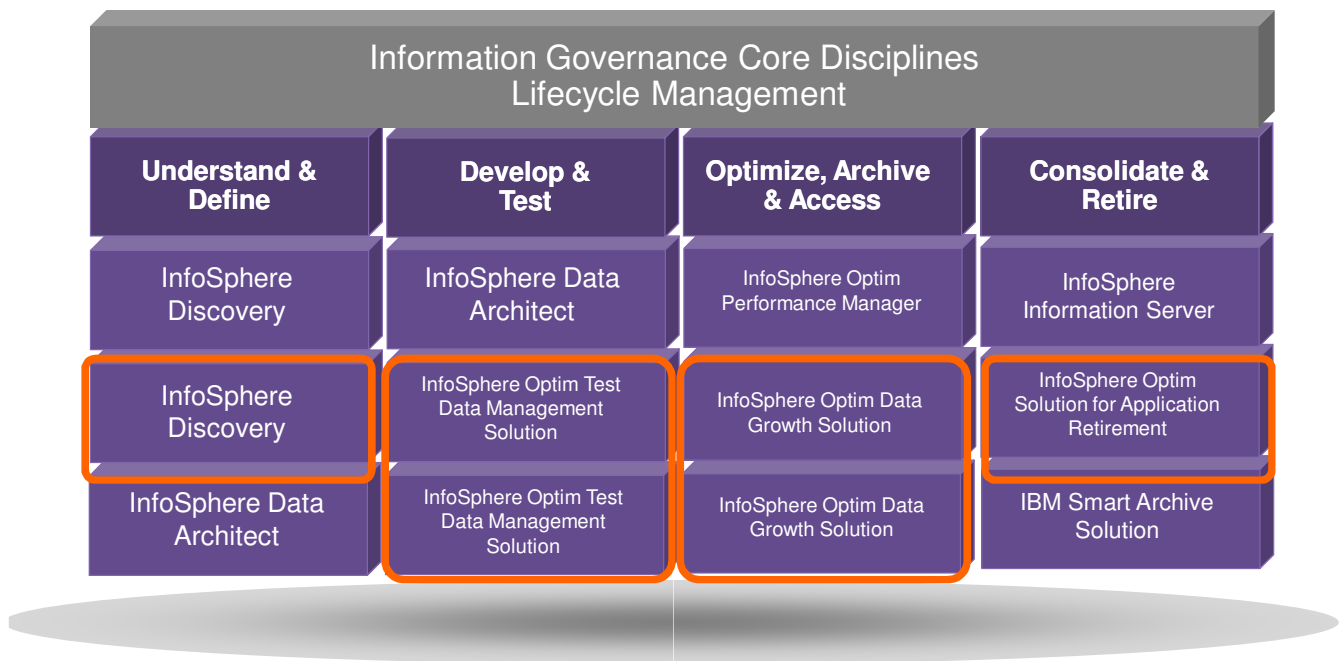 Information Governance Core Disciplines
Lifecycle Management
Understand &
Define
Develop &
Test
Optimize, Archive
& Access
Consolidate &
Retire
InfoSphere
Discovery
InfoSphere Data
Architect
InfoSphere Optim
Performance Manager
InfoSphere
Information Server
InfoSphere
Discovery
InfoSphere Optim Test
Data Management
Solution
InfoSphere Optim Data
Growth Solution
InfoSphere Optim
Solution for Application
Retirement
InfoSphere Data
Architect
InfoSphere Optim Test
Data Management
Solution
InfoSphere Optim Data
Growth Solution
IBM Smart Archive
Solution